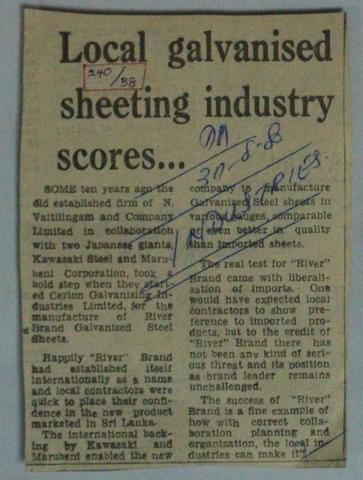 Local galvanised
240/88
sheeting industry
scores...
DM
30-8-88
INDUSTRIES.
SOME ten years ago the
old established firm of N.
Vaitilingam and Company
Limited in collaboration
with two Japanese giants,
Kawasaki Steel and Maru-
beni Corporation, took a
bold step when they start-
ed Ceylon Galvanizing In-
dustries Limited, for the
manufacture of River
Brand Galvanized Steel
Sheets.
Happily "River" Brand
had established itself
internationally as a name
and local contractors were
quick to place their confi-
dence in the new product
marketed in Sri Lanka.
The international back-
ing by Kawasaki and
Marubeni enabled the new
company to manufacture
Galvanized Steel sheets in
various gauges, comparable
or even better in quality
than imported sheets.
The real test for "River"
Brand came with liberali-
sation of imports. One
would have expected local
contractors to show pre-
ference to imported pro-
ducts, but to the credit of
"River" Brand there has
not been any kind of seri-
ous threat and its position
as brand leader remains
unchallenged.
The success of "River"
Brand is a fine example of
how with correct collabo-
ration planning and
organization, the local in-
dustries can make it.